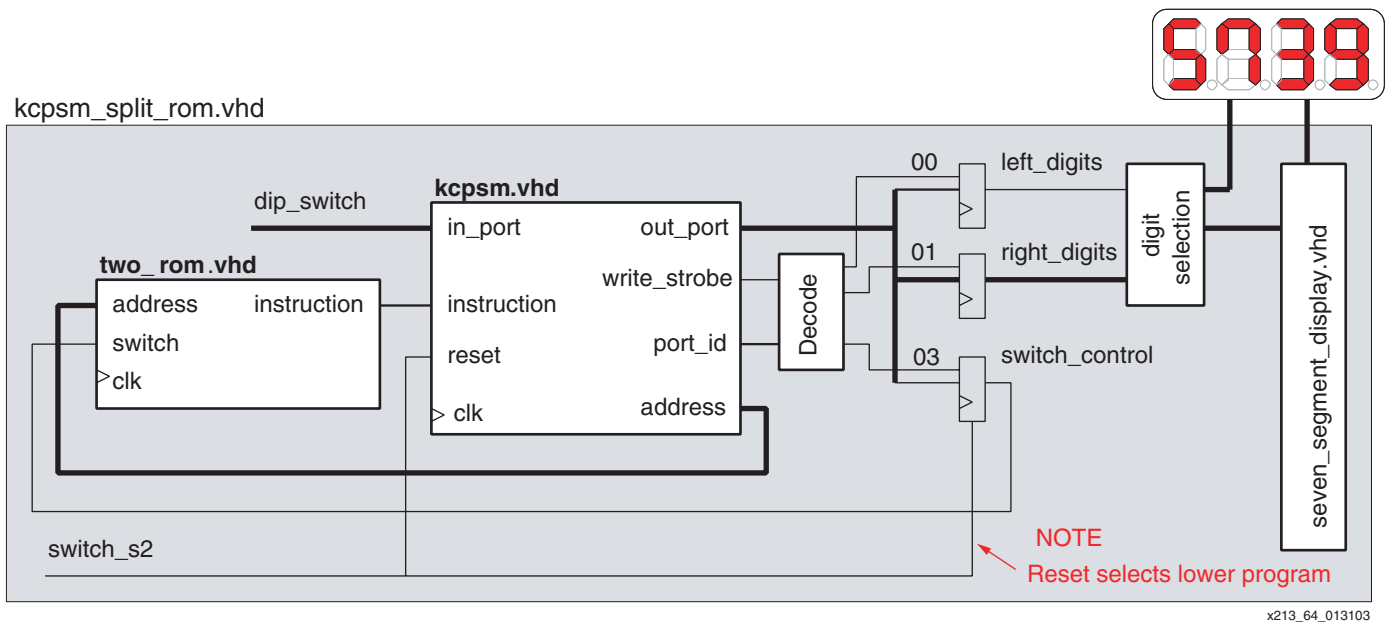 5739
kcpsm_split_rom.vhd
dip_switch
kcpsm.vhd
in_port
out_port
write_strobe
instruction
port_id
reset
address
clk
two_rom.vhd
address
instruction
switch
clk
Decode
00
left_digits
01
right_digits
03
switch_control
digit
selection
seven_segment_display.vhd
switch_s2
NOTE
Reset selects lower program
x213_64_013103